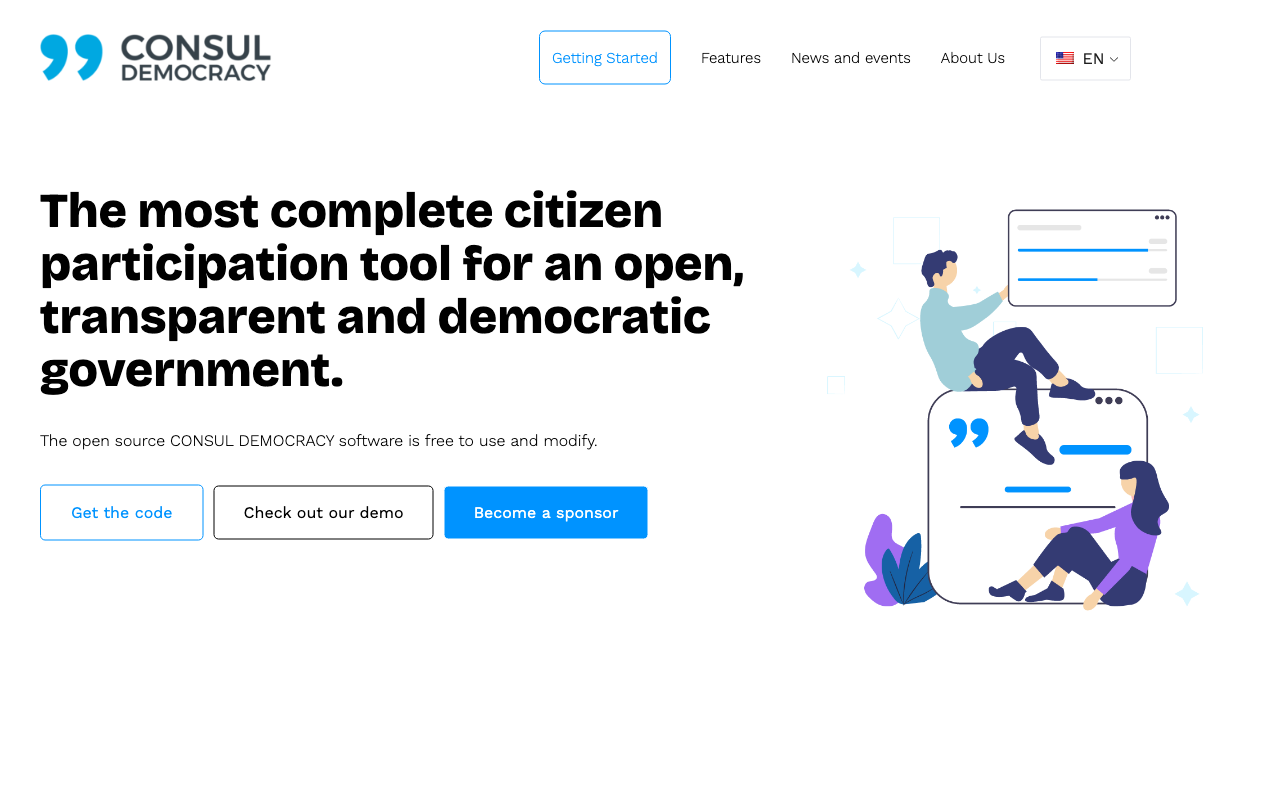 CONSUL
DEMOCRACY
Getting Started
Features
News and events
About Us
EN
The most complete citizen
participation tool for an open,
transparent and democratic
government.
The open source CONSUL DEMOCRACY software is free to use and modify.
Get the code
Check out our demo
Become a sponsor